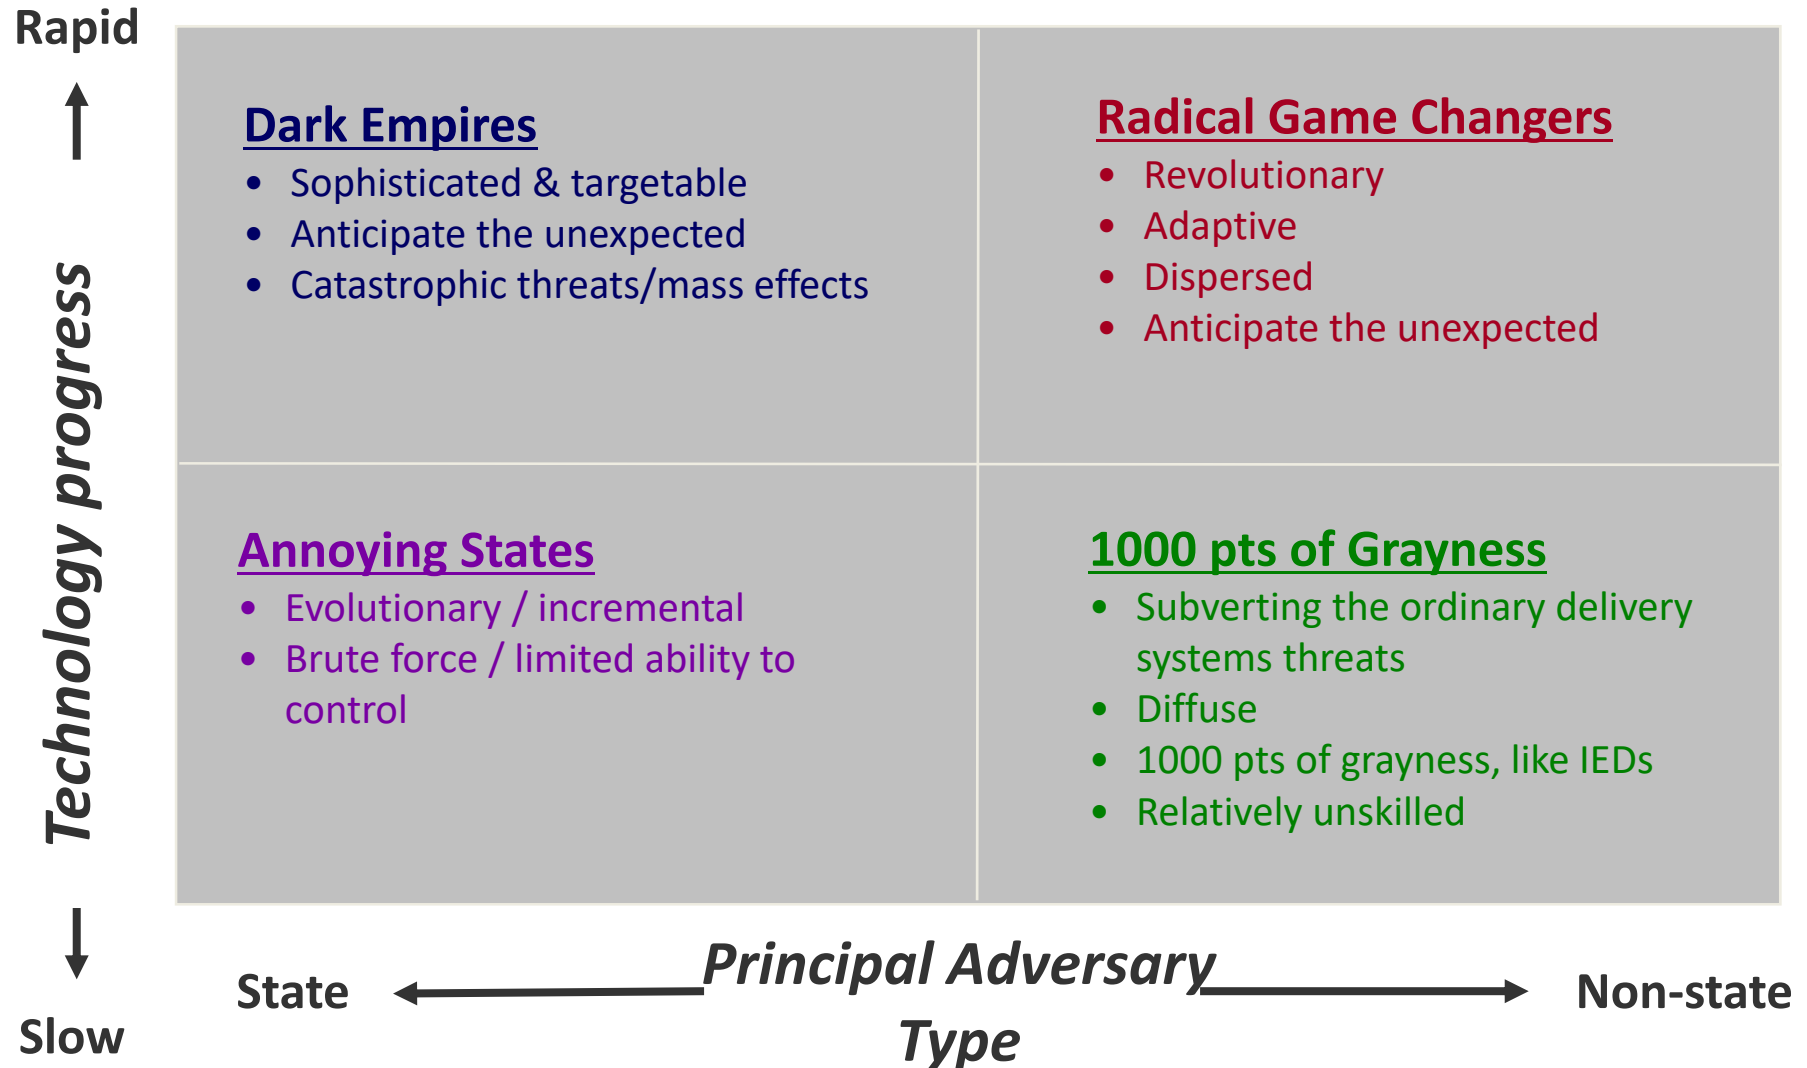 Rapid
Technology progress
Slow
Dark Empires
• Sophisticated & targetable
• Anticipate the unexpected
• Catastrophic threats/mass effects
Radical Game Changers
• Revolutionary
• Adaptive
• Dispersed
• Anticipate the unexpected
Annoying States
• Evolutionary / incremental
• Brute force / limited ability to
control
1000 pts of Grayness
• Subverting the ordinary delivery
systems threats
• Diffuse
• 1000 pts of grayness, like IEDs
• Relatively unskilled
State
Principal Adversary
Type
Non-state